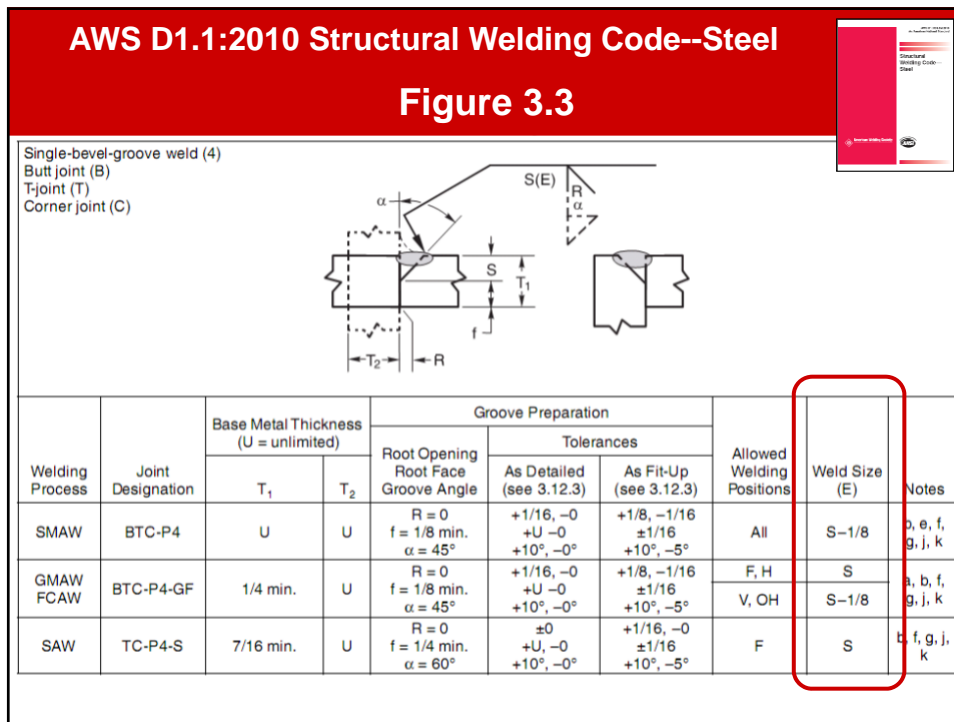 AWS D1.1:2010 Structural Welding Code--Steel
Figure 3.3
Structural
Welding Code—
Steel
American Welding Society
Single-bevel-groove weld (4)
Butt joint (B)
T-joint (T)
Corner joint (C)
S(E)
R
α
α
S
T1
f
T2
R
Welding Process
Joint Designation
Base Metal Thickness (U = unlimited)
T1
T2
Groove Preparation
Root Opening Root Face Groove Angle
Tolerances
As Detailed (see 3.12.3)
As Fit-Up (see 3.12.3)
Allowed Welding Positions
Weld Size (E)
Notes
SMAW BTC-P4 U U
R = 0 +1/16, –0 +1/8, –1/16
f = 1/8 min. +U –0 ±1/16
α = 45° +10°, –0° +10°, –5°
All S–1/8
b, e, f,
g, j, k
GMAW
FCAW
BTC-P4-GF 1/4 min. U
R = 0 +1/16, –0 +1/8, –1/16
f = 1/8 min. +U –0 ±1/16
α = 45° +10°, –0° +10°, –5°
F, H S
V, OH S–1/8
a, b, f,
g, j, k
SAW TC-P4-S 7/16 min. U
R = 0 ±0 +1/16, –0
f = 1/4 min. +U, –0 ±1/16
α = 60° +10°, –0° +10°, –5°
F S
b, f, g, j,
k